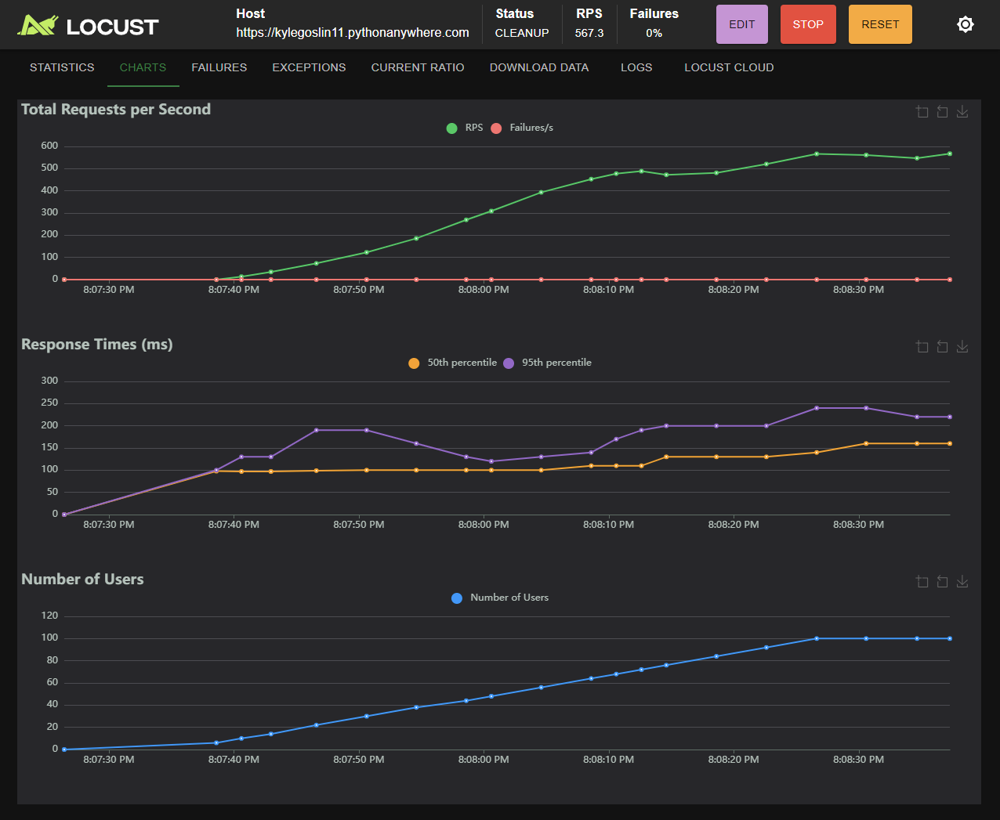 LOCUST
Host
https://kylegoslin11.pythonanywhere.com
Status
CLEANUP
RPS
567.3
Failures
0%
EDIT
STOP
RESET
STATISTICS CHARTS FAILURES EXCEPTIONS CURRENT RATIO DOWNLOAD DATA LOGS LOCUST CLOUD
Total Requests per Second
RPS Failures/s
600
500
400
300
200
100
0
8:07:30 PM 8:07:40 PM 8:07:50 PM 8:08:00 PM 8:08:10 PM 8:08:20 PM 8:08:30 PM
Response Times (ms)
50th percentile 95th percentile
300
250
200
150
100
50
0
8:07:30 PM 8:07:40 PM 8:07:50 PM 8:08:00 PM 8:08:10 PM 8:08:20 PM 8:08:30 PM
Number of Users
Number of Users
120
100
80
60
40
20
0
8:07:30 PM 8:07:40 PM 8:07:50 PM 8:08:00 PM 8:08:10 PM 8:08:20 PM 8:08:30 PM